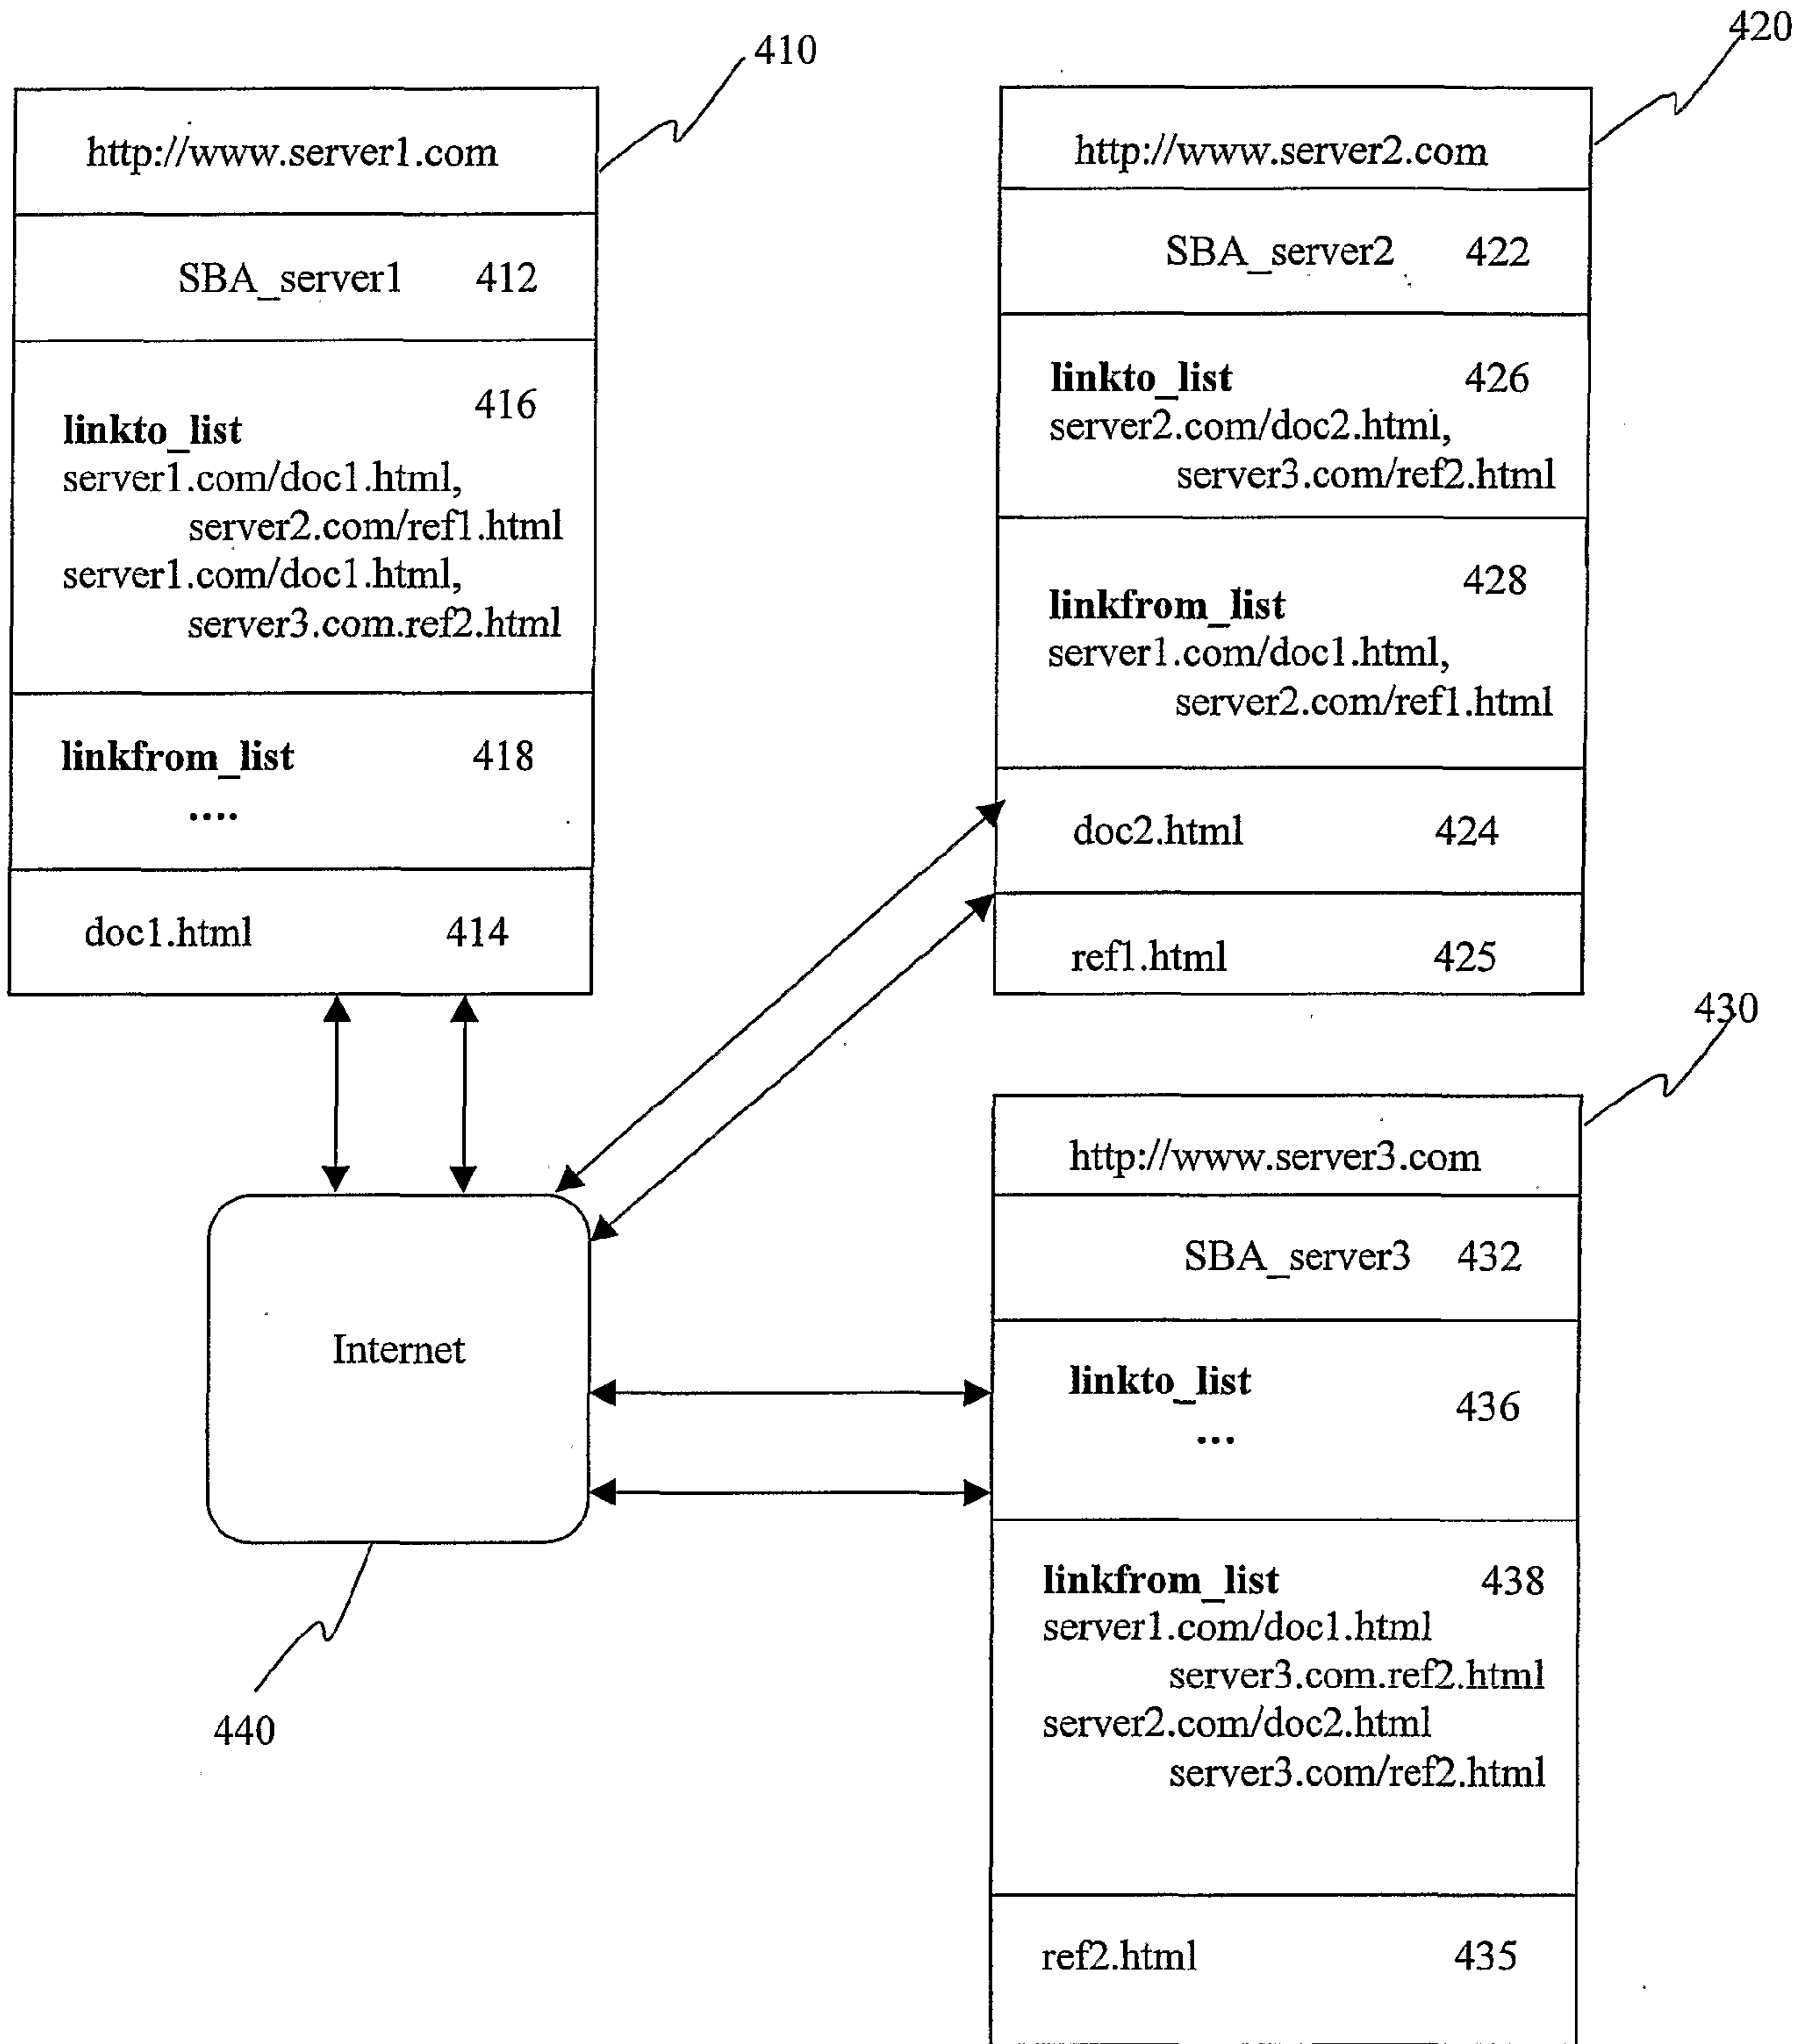 410
http://www.server1.com
SBA_server1 412
416
linkto_list
server1.com/doc1.html,
server2.com/ref1.html
server1.com/doc1.html,
server3.com.ref2.html
linkfrom_list 418
....
doc1.html 414
420
http://www.server2.com
SBA_server2 422
linkto_list 426
server2.com/doc2.html,
server3.com/ref2.html
428
linkfrom_list
server1.com/doc1.html,
server2.com/ref1.html
doc2.html 424
ref1.html 425
Internet
440
430
http://www.server3.com
SBA_server3 432
linkto_list
436
...
linkfrom_list 438
server1.com/doc1.html
server3.com.ref2.html
server2.com/doc2.html
server3.com/ref2.html
ref2.html 435